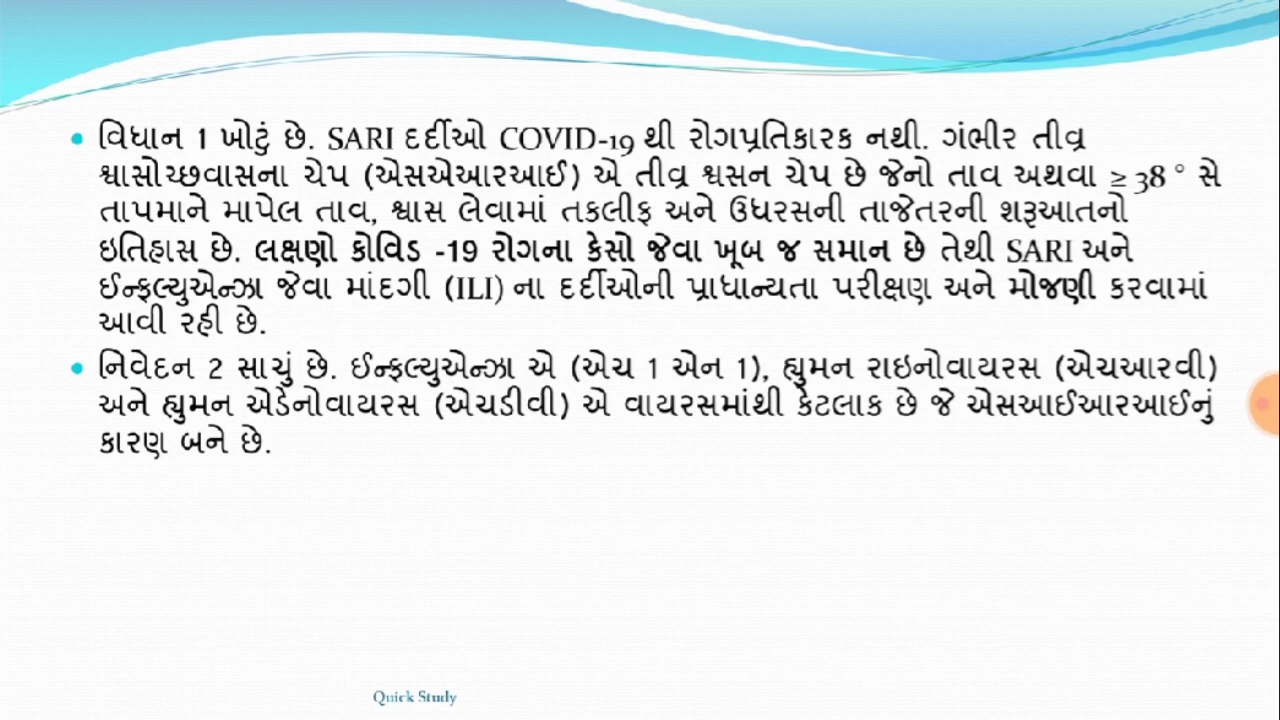 વિધાન 1 ખોટું છે. SARI દર્દીઓ COVID-19 થી રોગપ્રતિકારક નથી. ગંભીર તીવ્ર
શ્વાસોચ્છવાસના ચેપ (એસએઆરઆઈ) એ તીવ્ર શ્વસન ચેપ છે જેનો તાવ અથવા ≥ 38 ° સે
તાપમાને માપેલ તાવ, શ્વાસ લેવામાં તકલીફ અને ઉધરસની તાજેતરની શરૂઆતનો
ઇતિહાસ છે. લક્ષણો કોવિડ -19 રોગના કેસો જેવા ખૂબ જ સમાન છે તેથી SARI અને
ઈન્ફલ્યુએન્ઝા જેવા માંદગી (ILI) ના દર્દીઓની પ્રાધાન્યતા પરીક્ષણ અને મોજણી કરવામાં
આવી રહી છે.
નિવેદન 2 સાચું છે. ઈન્ફલ્યુએન્ઝા એ (એચ 1 એન 1), હ્યુમન રાઇનોવાયરસ (એચઆરવી)
અને હ્યુમન એડેનોવાયરસ (એચડીવી) એ વાયરસમાંથી કેટલાક છે જે એસઆઈઆરઆઈનું
કારણ બને છે.
Quick Study